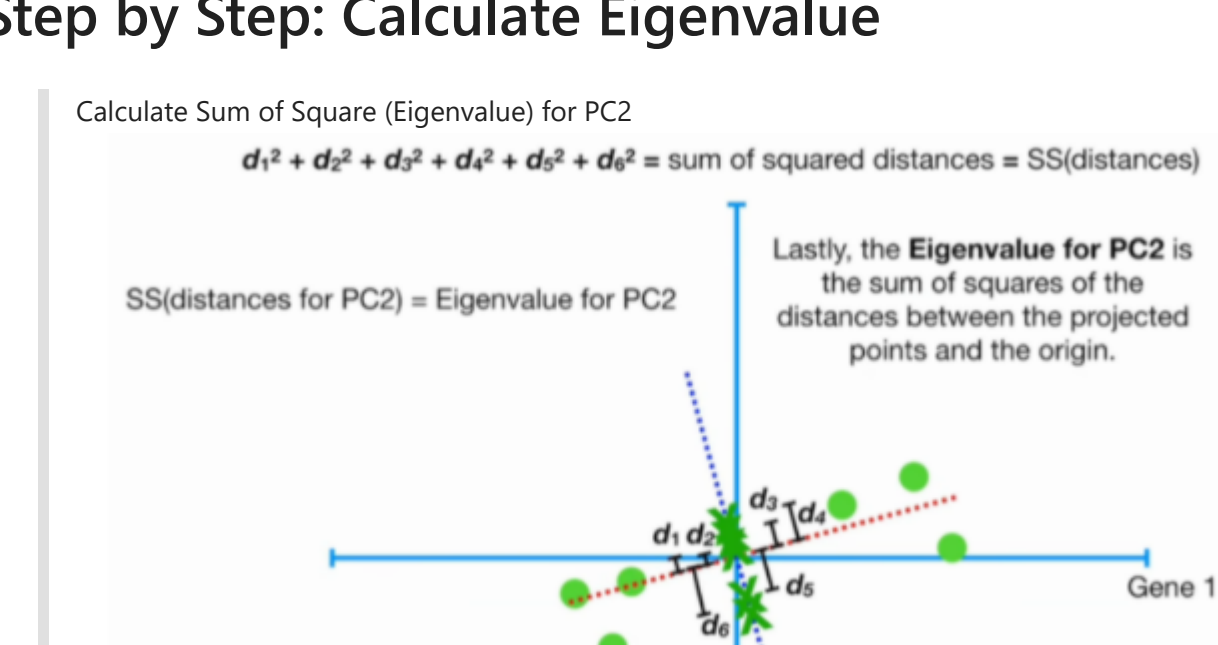 Step by Step: Calculate Eigenvalue
Calculate Sum of Square (Eigenvalue) for PC2
d₁² + d₂² + d₃² + d₄² + d₅² + d₆² = sum of squared distances = SS(distances)
Lastly, the Eigenvalue for PC2 is
the sum of squares of the
distances between the projected
points and the origin.
SS(distances for PC2) = Eigenvalue for PC2
d₃
d₄
d₁ d₂
d₅
Gene 1
d₆